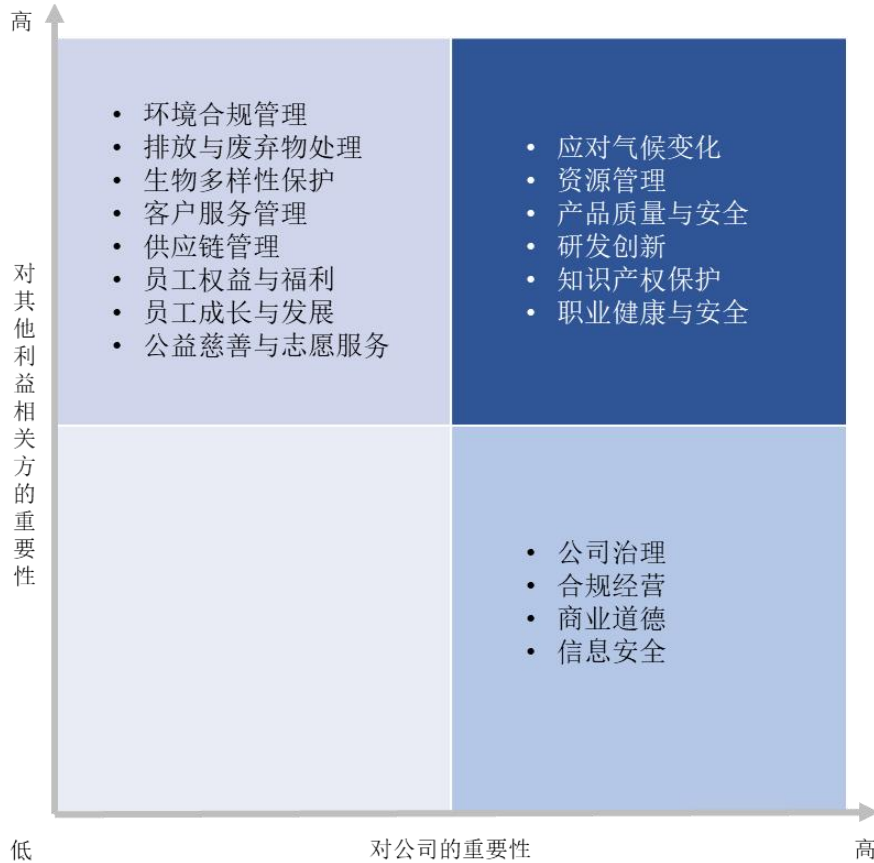 高
• 环境合规管理
• 排放与废弃物处理
• 生物多样性保护
• 客户服务管理
• 供应链管理
• 员工权益与福利
• 员工成长与发展
• 公益慈善与志愿服务
• 应对气候变化
• 资源管理
• 产品质量与安全
• 研发创新
• 知识产权保护
• 职业健康与安全
对其他利益相关方的重要性
• 公司治理
• 合规经营
• 商业道德
• 信息安全
低
对公司的重要性
高